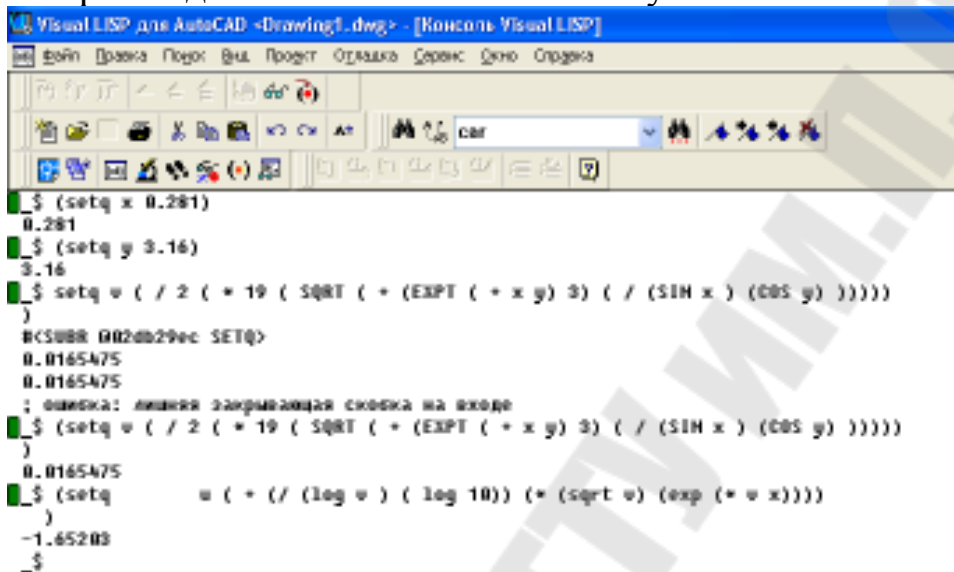 Visual LISP для AutoCAD <Drawing1.dwg> - [Консоль Visual LISP]
Файл Правка Поиск Вид Проект Отладка Сервис Окно Справка
car
_$ (setq x 0.281)
0.281
_$ (setq y 3.16)
3.16
_$ setq v ( / 2 ( * 19 ( SQRT ( + (EXPT ( + x y) 3) ( / (SIN x ) (COS y) )))))
)
#<SUBR @02db29ec SETQ>
0.0165475
0.0165475
; ошибка: лишняя закрывающая скобка на входе
_$ (setq v ( / 2 ( * 19 ( SQRT ( + (EXPT ( + x y) 3) ( / (SIN x ) (COS y) )))))
)
0.0165475
_$ (setq u ( + (/ (log v ) ( log 10)) (* (sqrt v) (exp (* v x))))
)
-1.65203
_$